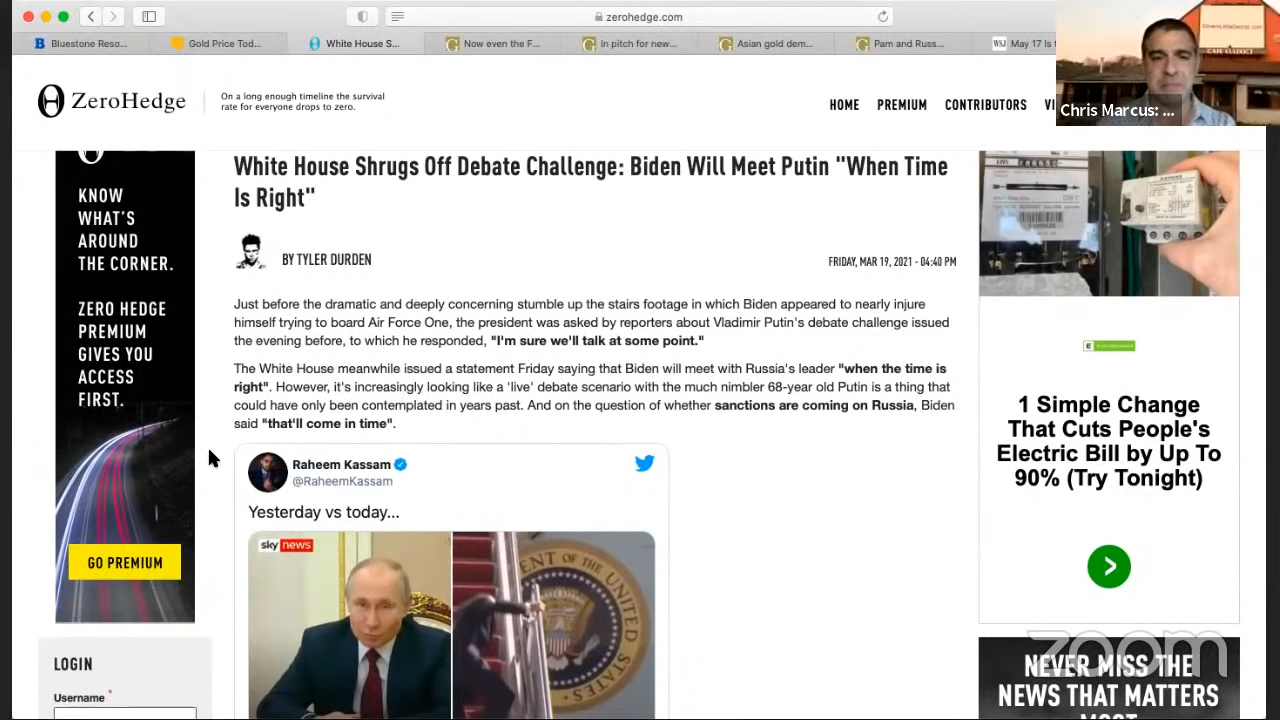 zerohedge.com
Bluestone Reso...
Gold Price Tod...
White House S...
Now even the F...
In pitch for new...
Asian gold dem...
Pam and Russ...
WSJ May 17 Is t
ZeroHedge
On a long enough timeline the survival
rate for everyone drops to zero.
HOME PREMIUM CONTRIBUTORS
Chris Marcus: ...
KNOW
WHAT'S
AROUND
THE CORNER.
ZERO HEDGE
PREMIUM
GIVES YOU
ACCESS
FIRST.
GO PREMIUM
LOGIN
Username *
White House Shrugs Off Debate Challenge: Biden Will Meet Putin "When Time
Is Right"
BY TYLER DURDEN
FRIDAY, MAR 19, 2021 - 04:40 PM
Just before the dramatic and deeply concerning stumble up the stairs footage in which Biden appeared to nearly injure
himself trying to board Air Force One, the president was asked by reporters about Vladimir Putin's debate challenge issued
the evening before, to which he responded, "I'm sure we'll talk at some point."
The White House meanwhile issued a statement Friday saying that Biden will meet with Russia's leader "when the time is
right". However, it's increasingly looking like a 'live' debate scenario with the much nimbler 68-year old Putin is a thing that
could have only been contemplated in years past. And on the question of whether sanctions are coming on Russia, Biden
said "that'll come in time".
Raheem Kassam
@RaheemKassam
Yesterday vs today...
sky news
ENT OF THE UNITED
STATES
1 Simple Change
That Cuts People's
Electric Bill by Up To
90% (Try Tonight)
zoom
NEVER MISS THE
NEWS THAT MATTERS
MOST